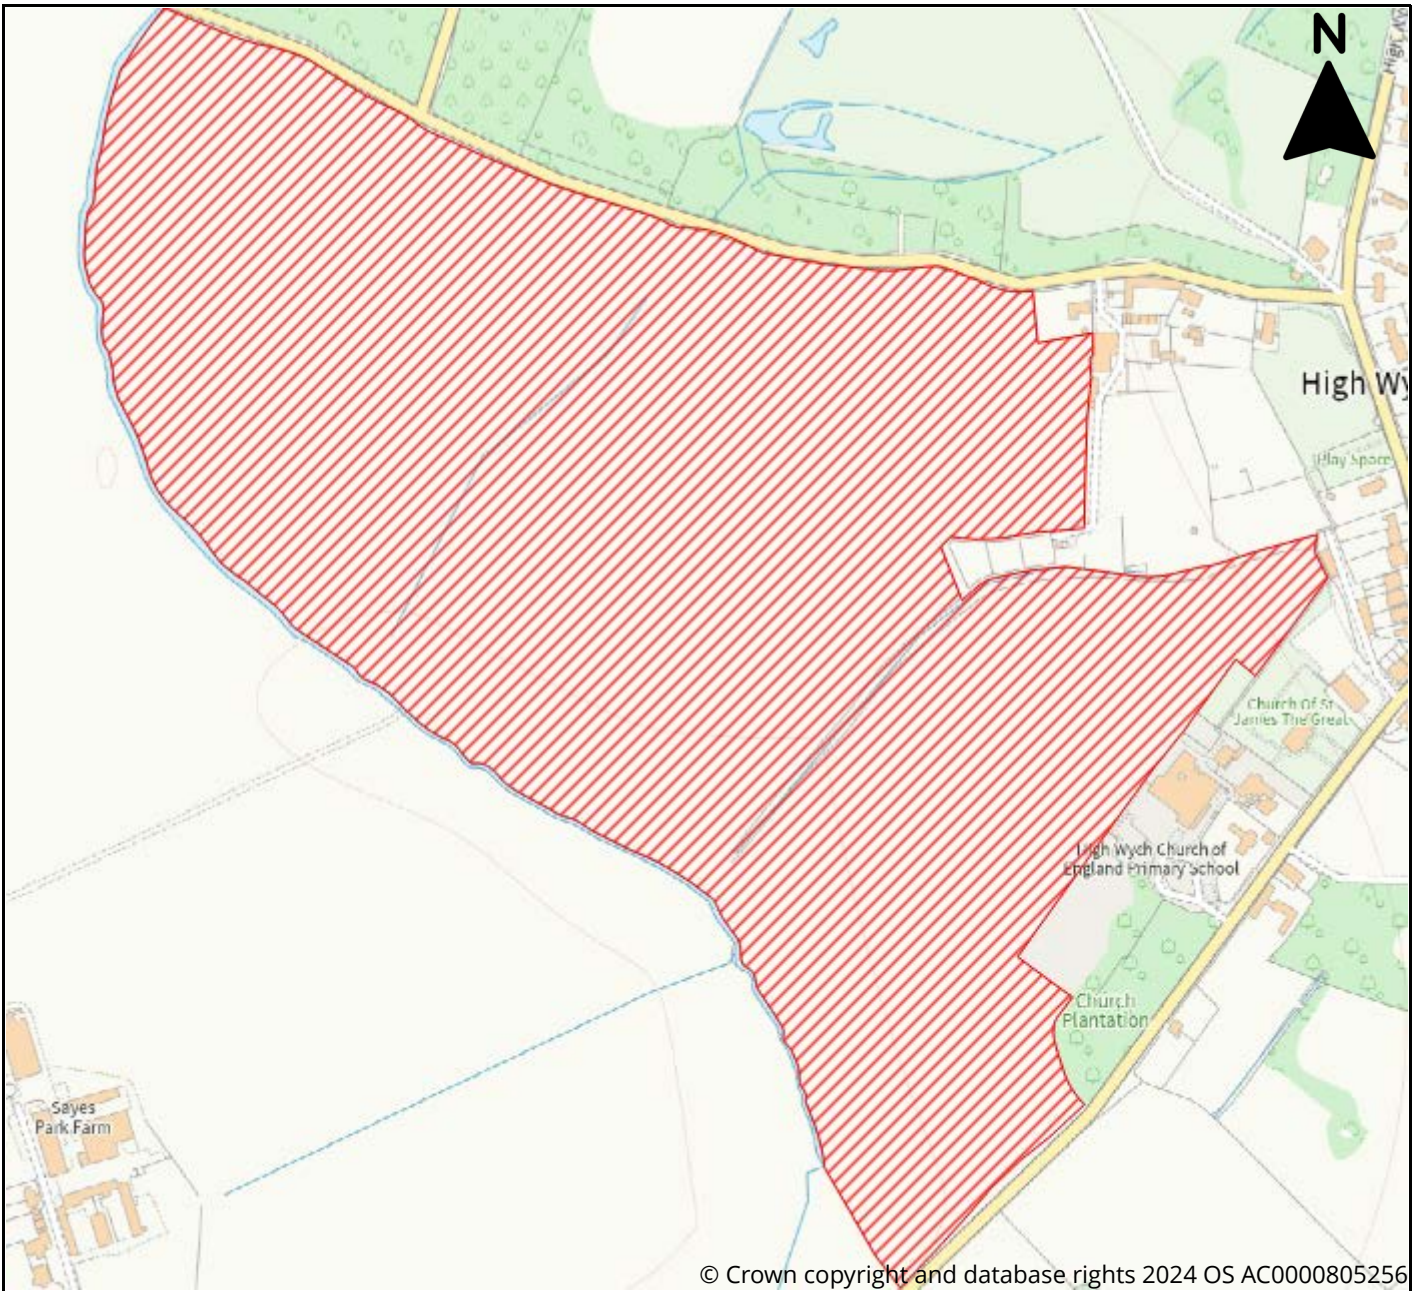 N
High Wy
Play Space
Church Of St
James The Great
High Wych Church of
England Primary School
Church
Plantation
Sayes
Park Farm
© Crown copyright and database rights 2024 OS AC0000805256